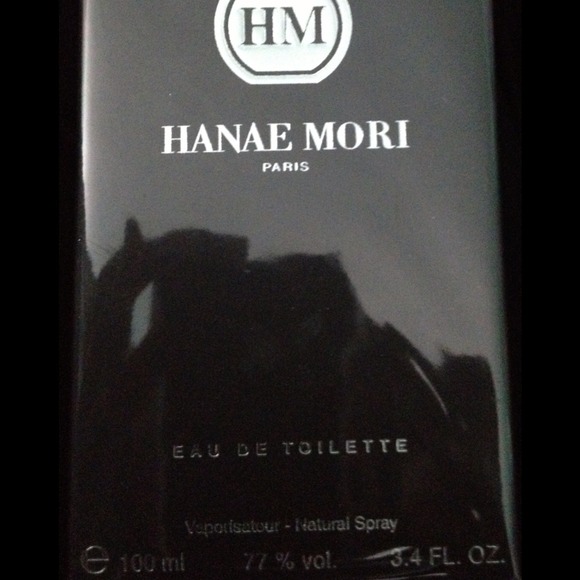 HM
HANAE MORI
PARIS
EAU DE TOILETTE
Vaporisateur - Natural Spray
℮ 100 ml 77 % vol. 3.4 FL. OZ.